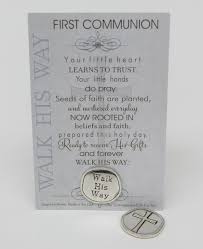 FIRST COMMUNION
WALK HIS WAY
Your little heart
LEARNS TO TRUST.
Your little hands
do pray.
Seeds of faith are planted,
and nurtured everyday.
NOW ROOTED IN
beliefs and faith,
prepared this holy day.
Ready to receive His Gifts
and forever
WALK HIS WAY.
Walk
His
Way